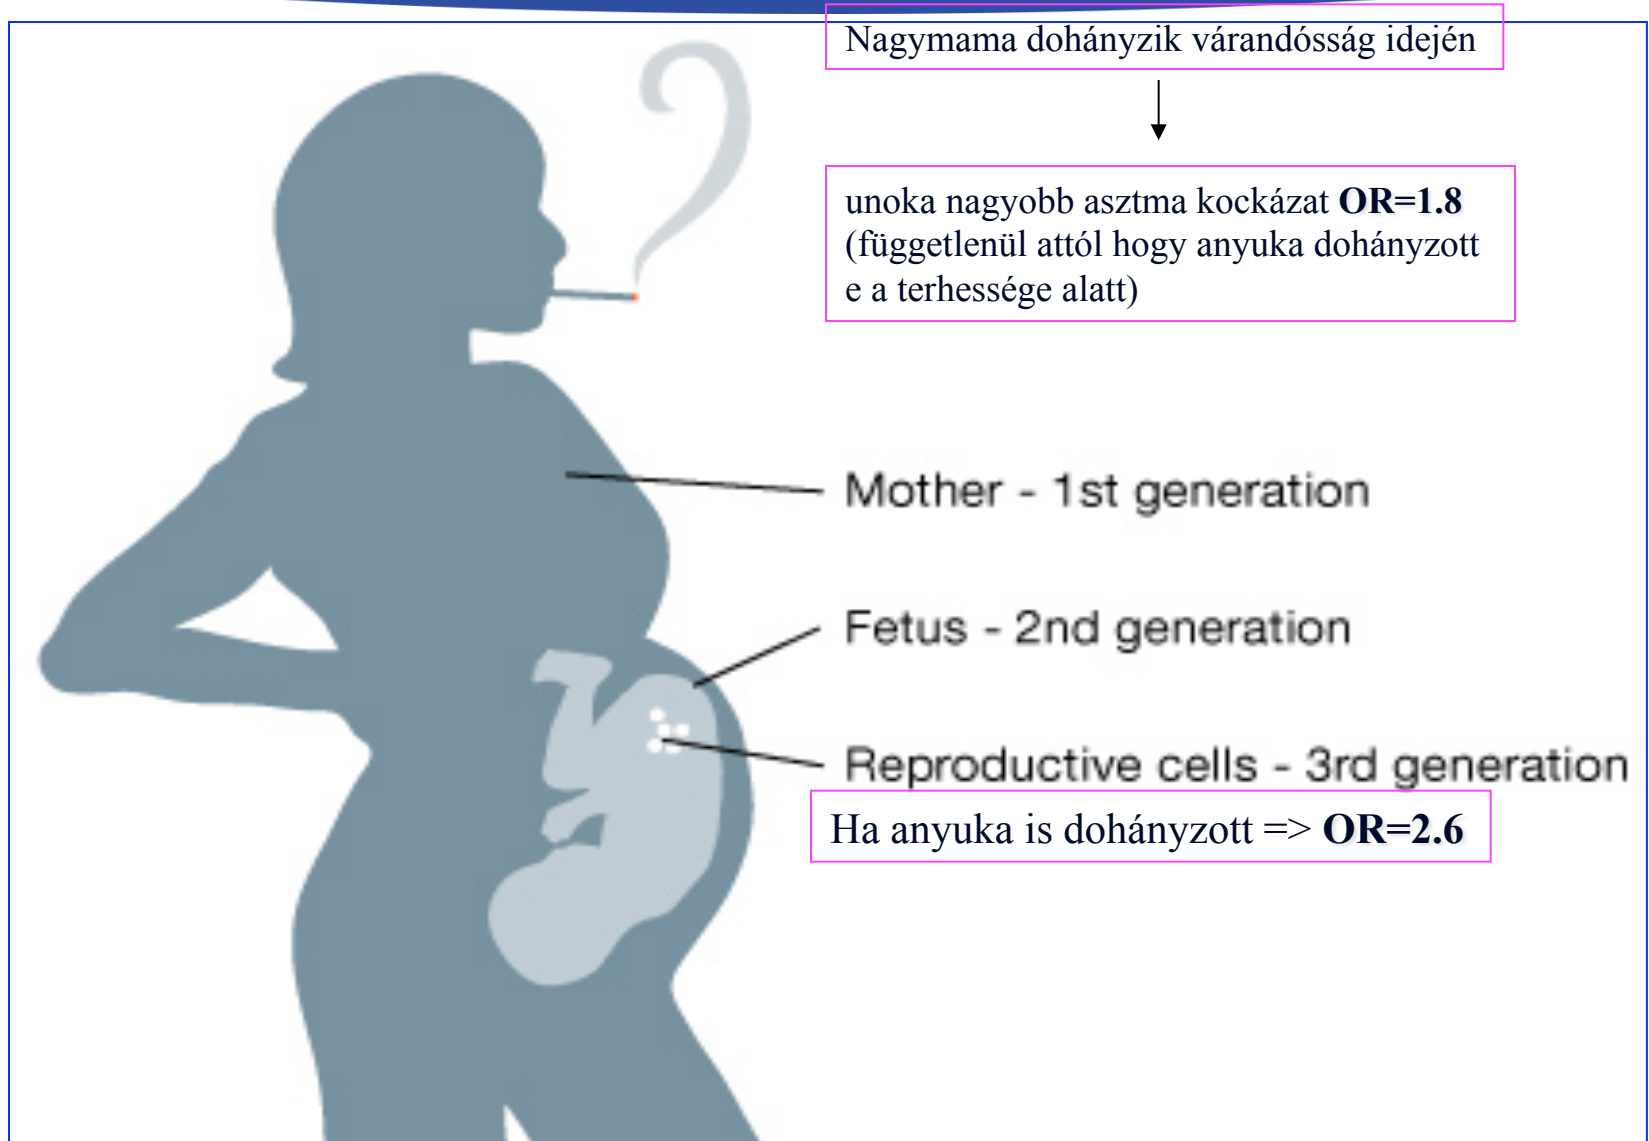 Nagymama dohányzik várandósság idején
unoka nagyobb asztma kockázat OR=1.8
(függetlenül attól hogy anyuka dohányzott
e a terhessége alatt)
Mother - 1st generation
Fetus - 2nd generation
Reproductive cells - 3rd generation
Ha anyuka is dohányzott => OR=2.6